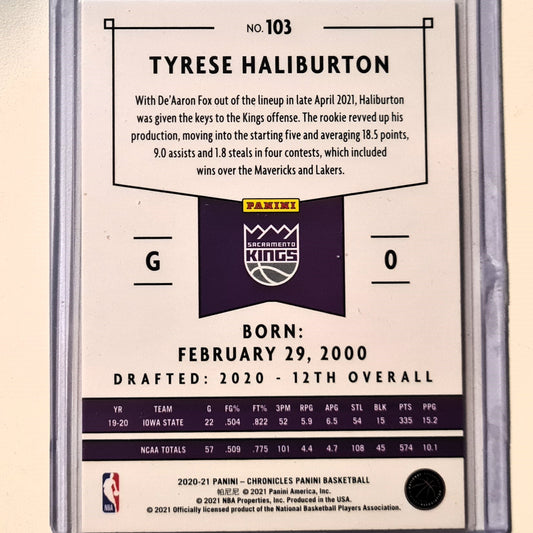 NO. 103
TYRESE HALIBURTON
With De'Aaron Fox out of the lineup in late April 2021, Haliburton
was given the keys to the Kings offense. The rookie revved up his
production, moving into the starting five and averaging 18.5 points,
9.0 assists and 1.8 steals in four contests, which included
wins over the Mavericks and Lakers.
PANINI
SACRAMENTO
KINGS
G
0
BORN:
FEBRUARY 29, 2000
DRAFTED: 2020 - 12TH OVERALL
YR TEAM G FG% FT% 3PM RPG APG STL BLK PTS PPG
19-20 IOWA STATE 22 .504 .822 52 5.9 6.5 54 15 335 15.2
NCAA TOTALS 57 .509 .775 101 4.4 4.7 108 45 574 10.1
2020-21 PANINI – CHRONICLES PANINI BASKETBALL
帕尼尼 © 2021 Panini America, Inc.
© 2021 NBA Properties, Inc. Produced in the USA.
© 2021 Officially licensed product of the National Basketball Players Association.
NBA